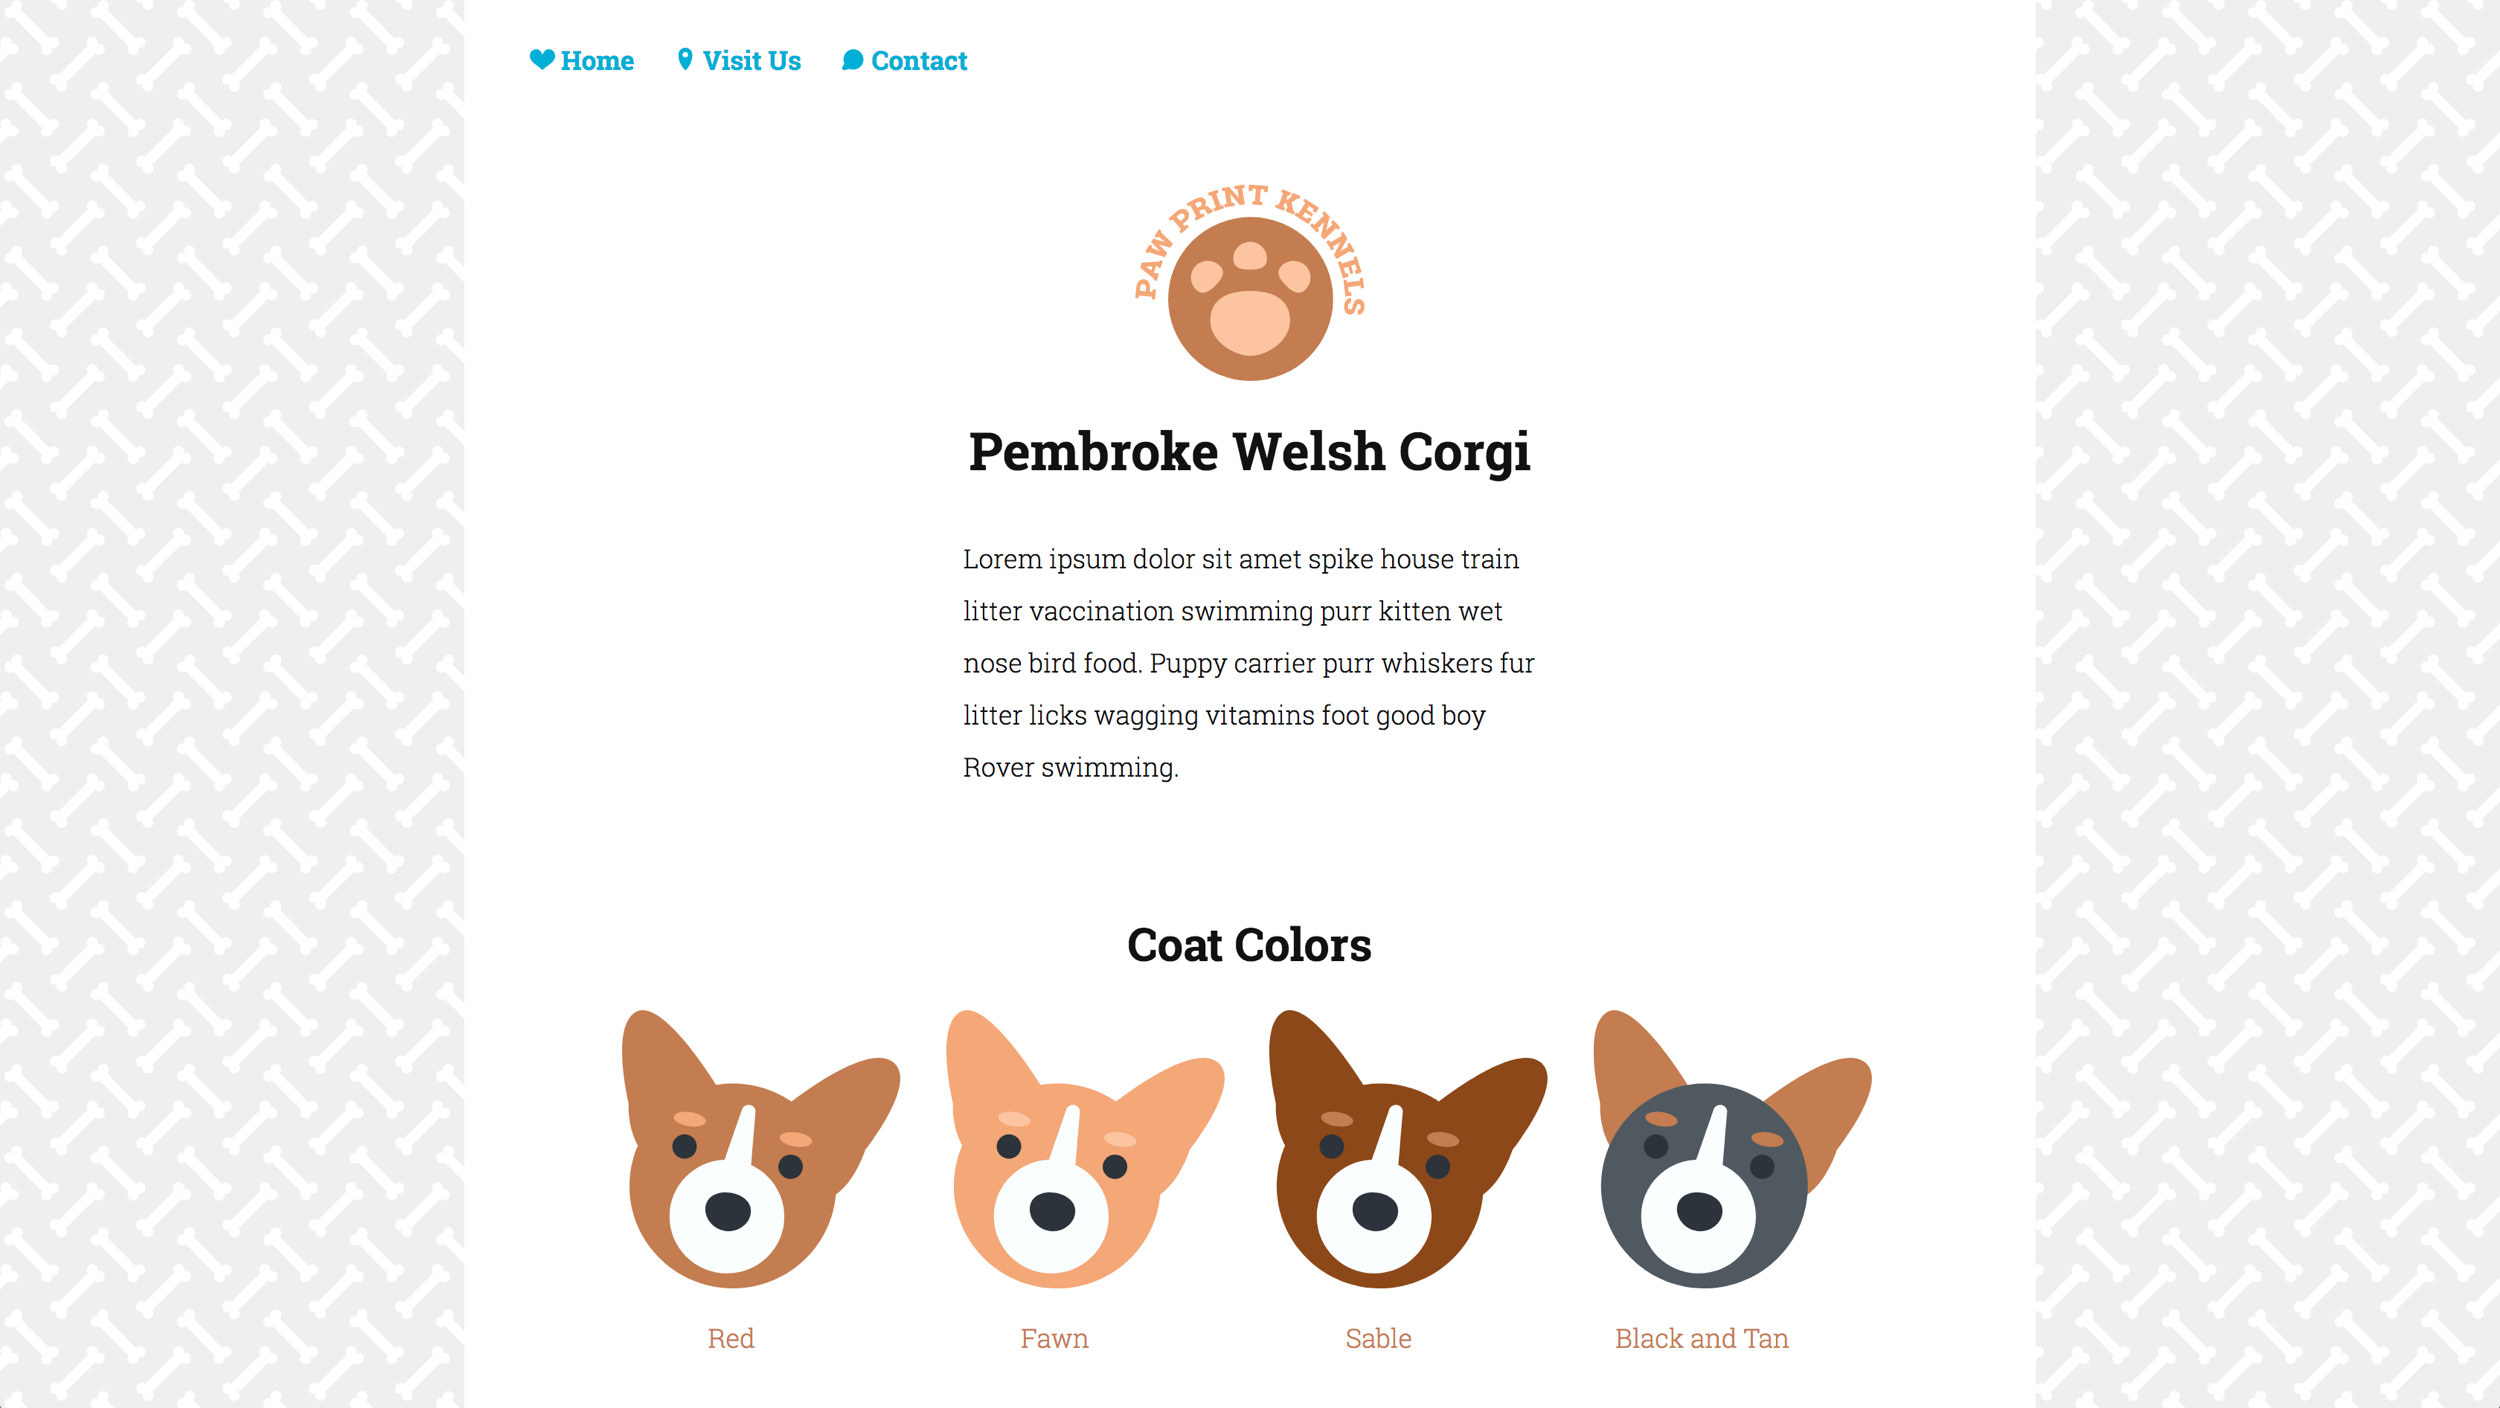 Home
Visit Us
Contact
PAW PRINT KENNELS
Pembroke Welsh Corgi
Lorem ipsum dolor sit amet spike house train
litter vaccination swimming purr kitten wet
nose bird food. Puppy carrier purr whiskers fur
litter licks wagging vitamins foot good boy
Rover swimming.
Coat Colors
Red
Fawn
Sable
Black and Tan